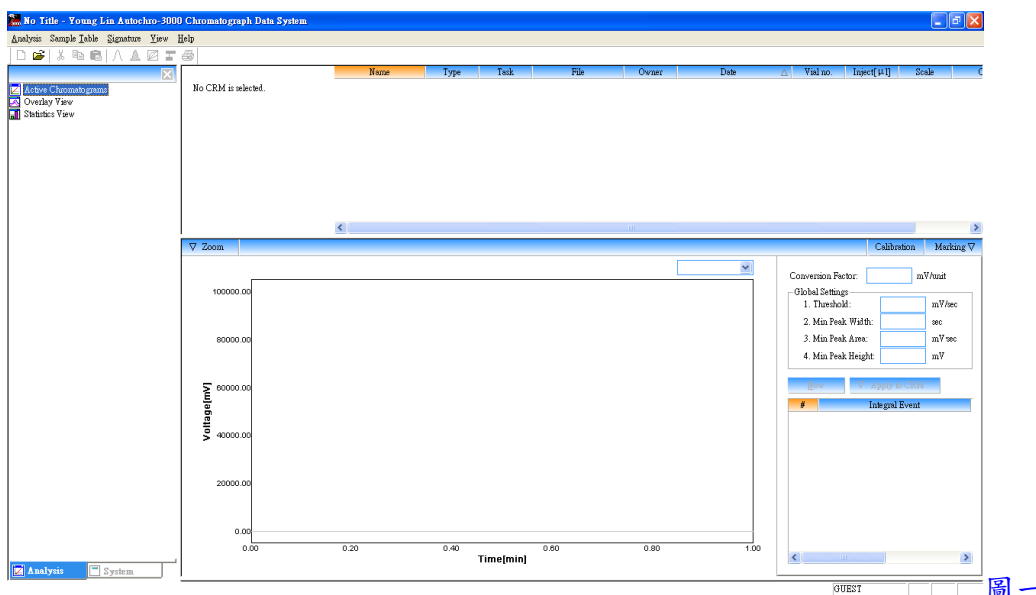 No Title - Young Lin Autochro-3000 Chromatograph Data System
Analysis Sample Table Signature View Help
Name Type Task File Owner Date Vial no. Inject[µl] Scale C
No CRM is selected.
Active Chromatograms
Overlay View
Statistics View
▽ Zoom Calibration Marking ▽
Conversion Factor: mV/unit
Global Settings
1. Threshold: mV/sec
2. Min Peak Width: sec
3. Min Peak Area: mV sec
4. Min Peak Height: mV
Apply to CRM
# Integral Event
Voltage[mV]
100000.00
80000.00
60000.00
40000.00
20000.00
0.00
0.00 0.20 0.40 0.60 0.80 1.00
Time[min]
Analysis System
GUEST
圖一